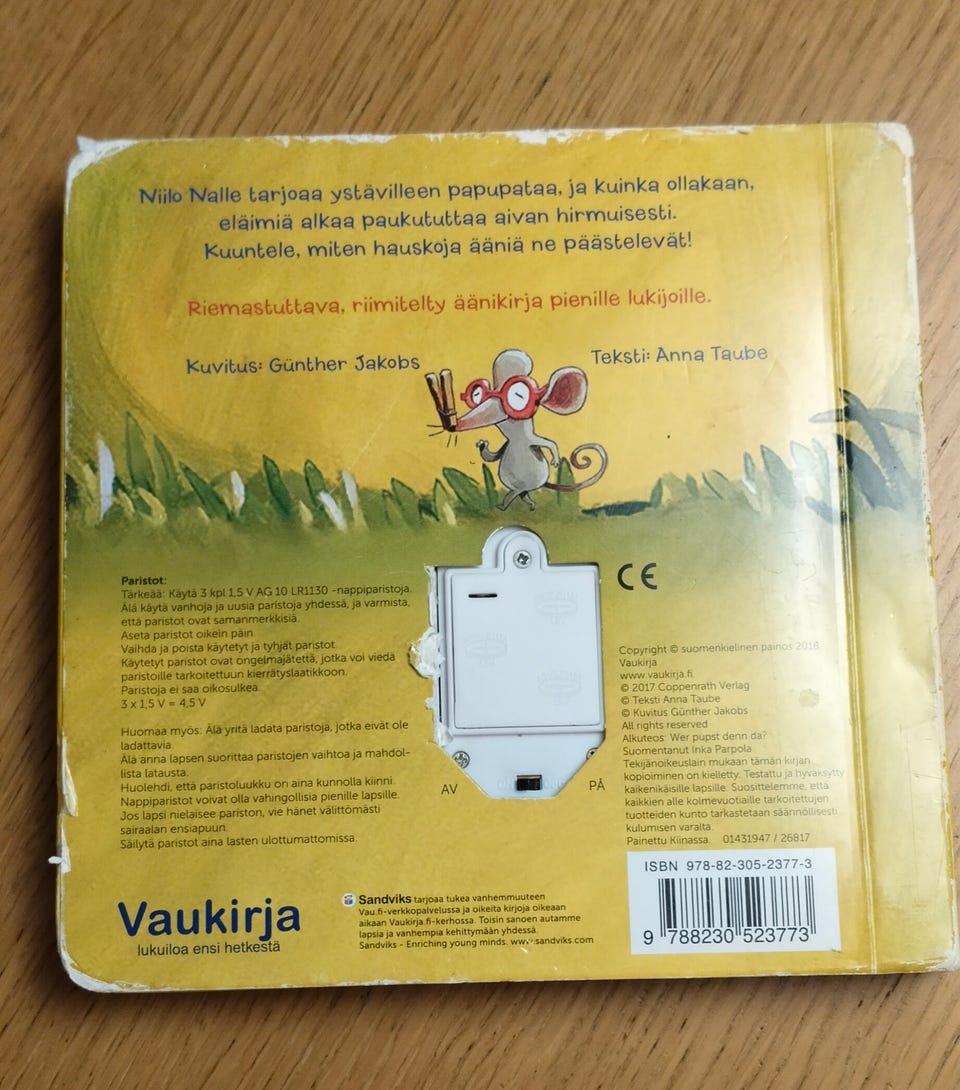 Niilo Nalle tarjoaa ystävilleen papupataa, ja kuinka ollakaan,
eläimiä alkaa paukututtaa aivan hirmuisesti.
Kuuntele, miten hauskoja ääniä ne päästelevät!
Riemastuttava, riimitelty äänikirja pienille lukijoille.
Kuvitus: Günther Jakobs
Teksti: Anna Taube
Paristot:
Tärkeää: Käytä 3 kpl 1,5 V AG 10 LR1130 -nappiparistoja.
Älä käytä vanhoja ja uusia paristoja yhdessä, ja varmista,
että paristot ovat samanmerkkisiä.
Aseta paristot oikein päin.
Vaihda ja poista käytetyt ja tyhjät paristot.
Käytetyt paristot ovat ongelmajätettä, jotka voi viedä
paristoille tarkoitettuun kierrätyslaatikkoon.
Paristoja ei saa oikosulkea.
3 x 1,5 V = 4,5 V
Huomaa myös: Älä yritä ladata paristoja, jotka eivät ole
ladattavia.
Älä anna lapsen suorittaa paristojen vaihtoa ja mahdol-
lista latausta.
Huolehdi, että paristoluukku on aina kunnolla kiinni.
Nappiparistot voivat olla vahingollisia pienille lapsille.
Jos lapsi nielaisee pariston, vie hänet välittömästi
sairaalan ensiapuun.
Säilytä paristot aina lasten ulottumattomissa.
AV
PÅ
CE
Copyright © suomenkielinen painos 2018
Vaukirja
www.vaukirja.fi
© 2017 Coppenrath Verlag
© Teksti Anna Taube
© Kuvitus Günther Jakobs
All rights reserved
Alkuteos: Wer pupst denn da?
Suomentanut Inka Parpola
Tekijänoikeuslain mukaan tämän kirjan
kopioiminen on kielletty. Testattu ja hyväksytty
kaikenikäisille lapsille. Suosittelemme, että
kaikkien alle kolmevuotiaille tarkoitettujen
tuotteiden kunto tarkastetaan säännöllisesti
kulumisen varalta.
Painettu Kiinassa. 01431947 / 26817
ISBN 978-82-305-2377-3
9 788230 523773
Vaukirja
lukuiloa ensi hetkestä
Sandviks tarjoaa tukea vanhemmuuteen
Vau.fi-verkkopalvelussa ja oikeita kirjoja oikeaan
aikaan Vaukirja.fi-kerhossa. Toisin sanoen autamme
lapsia ja vanhempia kehittymään yhdessä.
Sandviks - Enriching young minds. www.sandviks.com